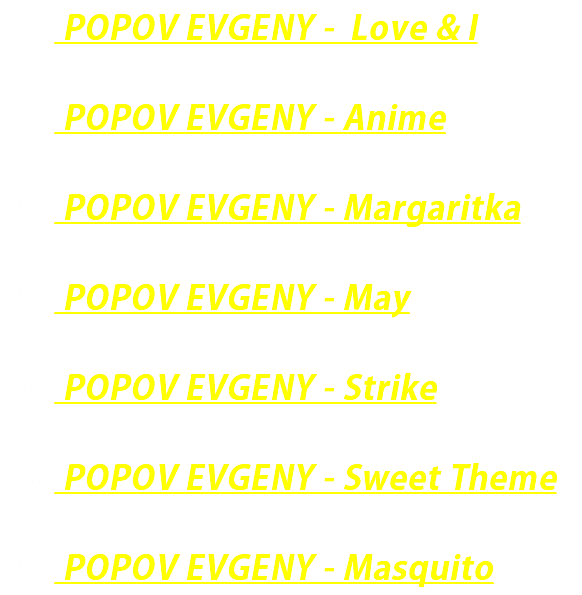 POPOV EVGENY - Love & I
POPOV EVGENY - Anime
POPOV EVGENY - Margaritka
POPOV EVGENY - May
POPOV EVGENY - Strike
POPOV EVGENY - Sweet Theme
POPOV EVGENY - Masquito